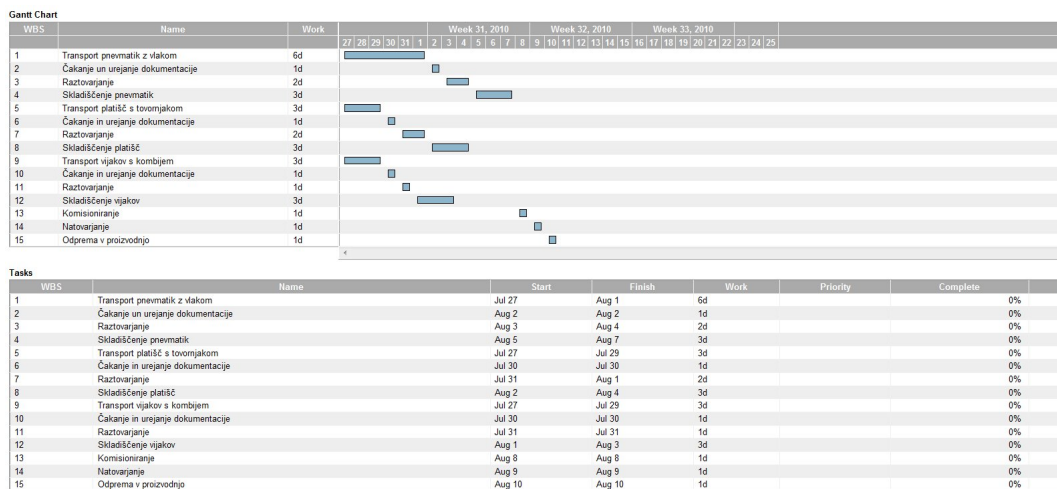 Gantt Chart
WBS Name Work Week 31, 2010 Week 32, 2010 Week 33, 2010
27 28 29 30 31 1 2 3 4 5 6 7 8 9 10 11 12 13 14 15 16 17 18 19 20 21 22 23 24 25
1 Transport pnevmatik z vlakom 6d
2 Čakanje un urejanje dokumentacije 1d
3 Raztovarjanje 2d
4 Skladiščenje pnevmatik 3d
5 Transport platišč s tovornjakom 3d
6 Čakanje in urejanje dokumentacije 1d
7 Raztovarjanje 2d
8 Skladiščenje platišč 3d
9 Transport vijakov s kombijem 3d
10 Čakanje in urejanje dokumentacije 1d
11 Raztovarjanje 1d
12 Skladiščenje vijakov 3d
13 Komisioniranje 1d
14 Natovarjanje 1d
15 Odprema v proizvodnjo 1d
Tasks
WBS Name Start Finish Work Priority Complete
1 Transport pnevmatik z vlakom Jul 27 Aug 1 6d 0%
2 Čakanje un urejanje dokumentacije Aug 2 Aug 2 1d 0%
3 Raztovarjanje Aug 3 Aug 4 2d 0%
4 Skladiščenje pnevmatik Aug 5 Aug 7 3d 0%
5 Transport platišč s tovornjakom Jul 27 Jul 29 3d 0%
6 Čakanje in urejanje dokumentacije Jul 30 Jul 30 1d 0%
7 Raztovarjanje Jul 31 Aug 1 2d 0%
8 Skladiščenje platišč Aug 2 Aug 4 3d 0%
9 Transport vijakov s kombijem Jul 27 Jul 29 3d 0%
10 Čakanje in urejanje dokumentacije Jul 30 Jul 30 1d 0%
11 Raztovarjanje Jul 31 Jul 31 1d 0%
12 Skladiščenje vijakov Aug 1 Aug 3 3d 0%
13 Komisioniranje Aug 8 Aug 8 1d 0%
14 Natovarjanje Aug 9 Aug 9 1d 0%
15 Odprema v proizvodnjo Aug 10 Aug 10 1d 0%